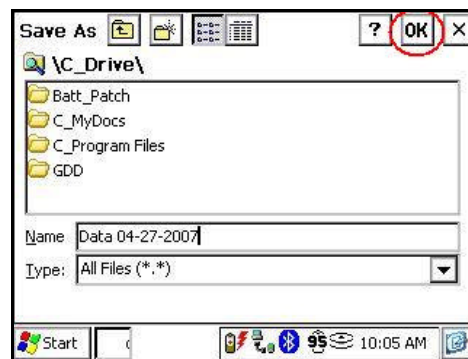 Save As ? OK ×
\C_Drive\
Batt_Patch
C_MyDocs
C_Program Files
GDD
Name Data 04-27-2007
Type: All Files (*.*)
Start 95 10:05 AM